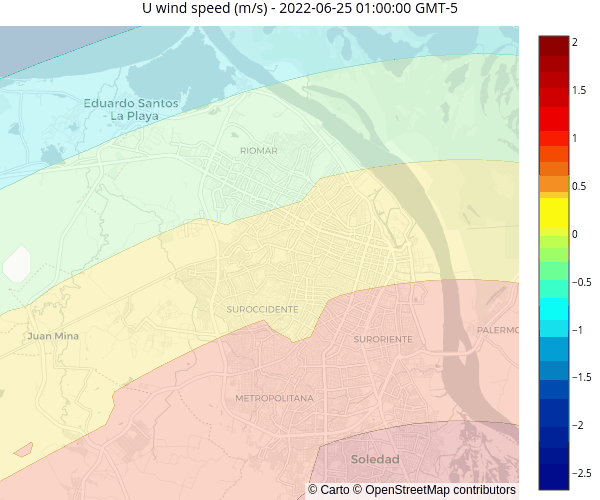 U wind speed (m/s) - 2022-06-25 01:00:00 GMT-5
2
1.5
1
0.5
0
−0.5
−1
−1.5
−2
−2.5
Eduardo Santos
- La Playa
RIOMAR
SUROCCIDENTE
Juan Mina
SURORIENTE
PALERMO
METROPOLITANA
Soledad
© Carto © OpenStreetMap contributors